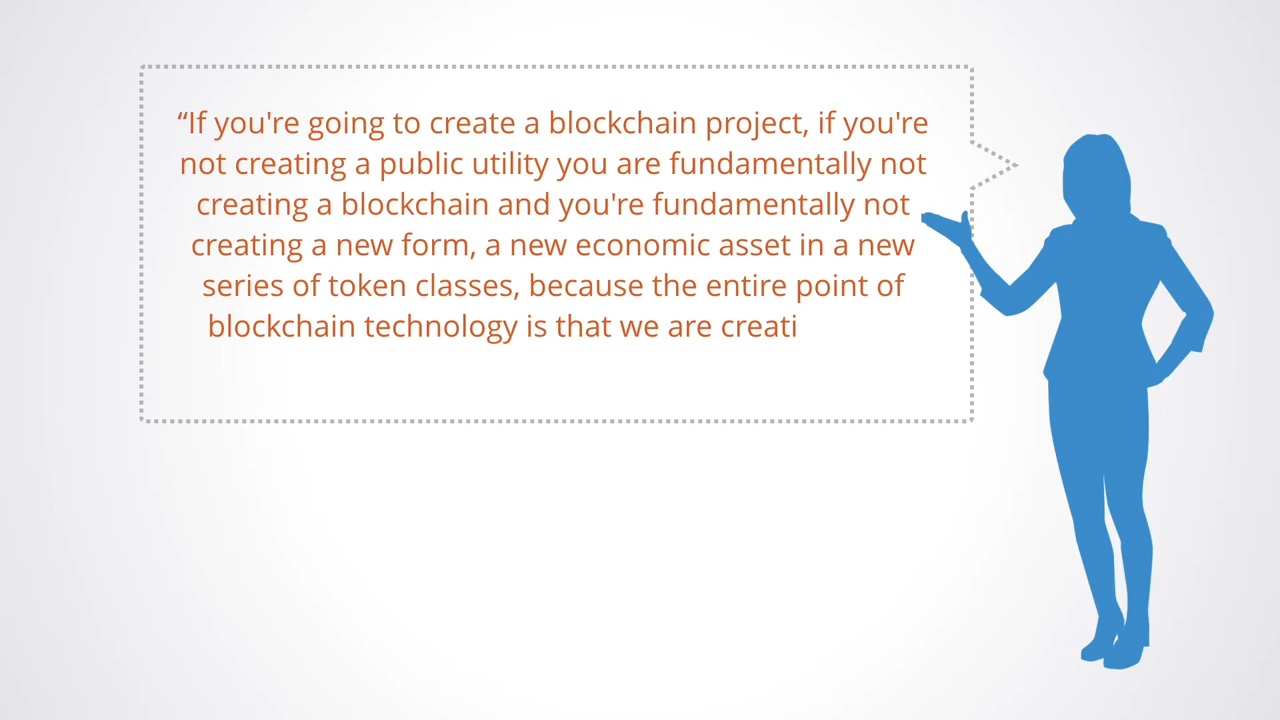 “If you're going to create a blockchain project, if you're
not creating a public utility you are fundamentally not
creating a blockchain and you're fundamentally not
creating a new form, a new economic asset in a new
series of token classes, because the entire point of
blockchain technology is that we are creati